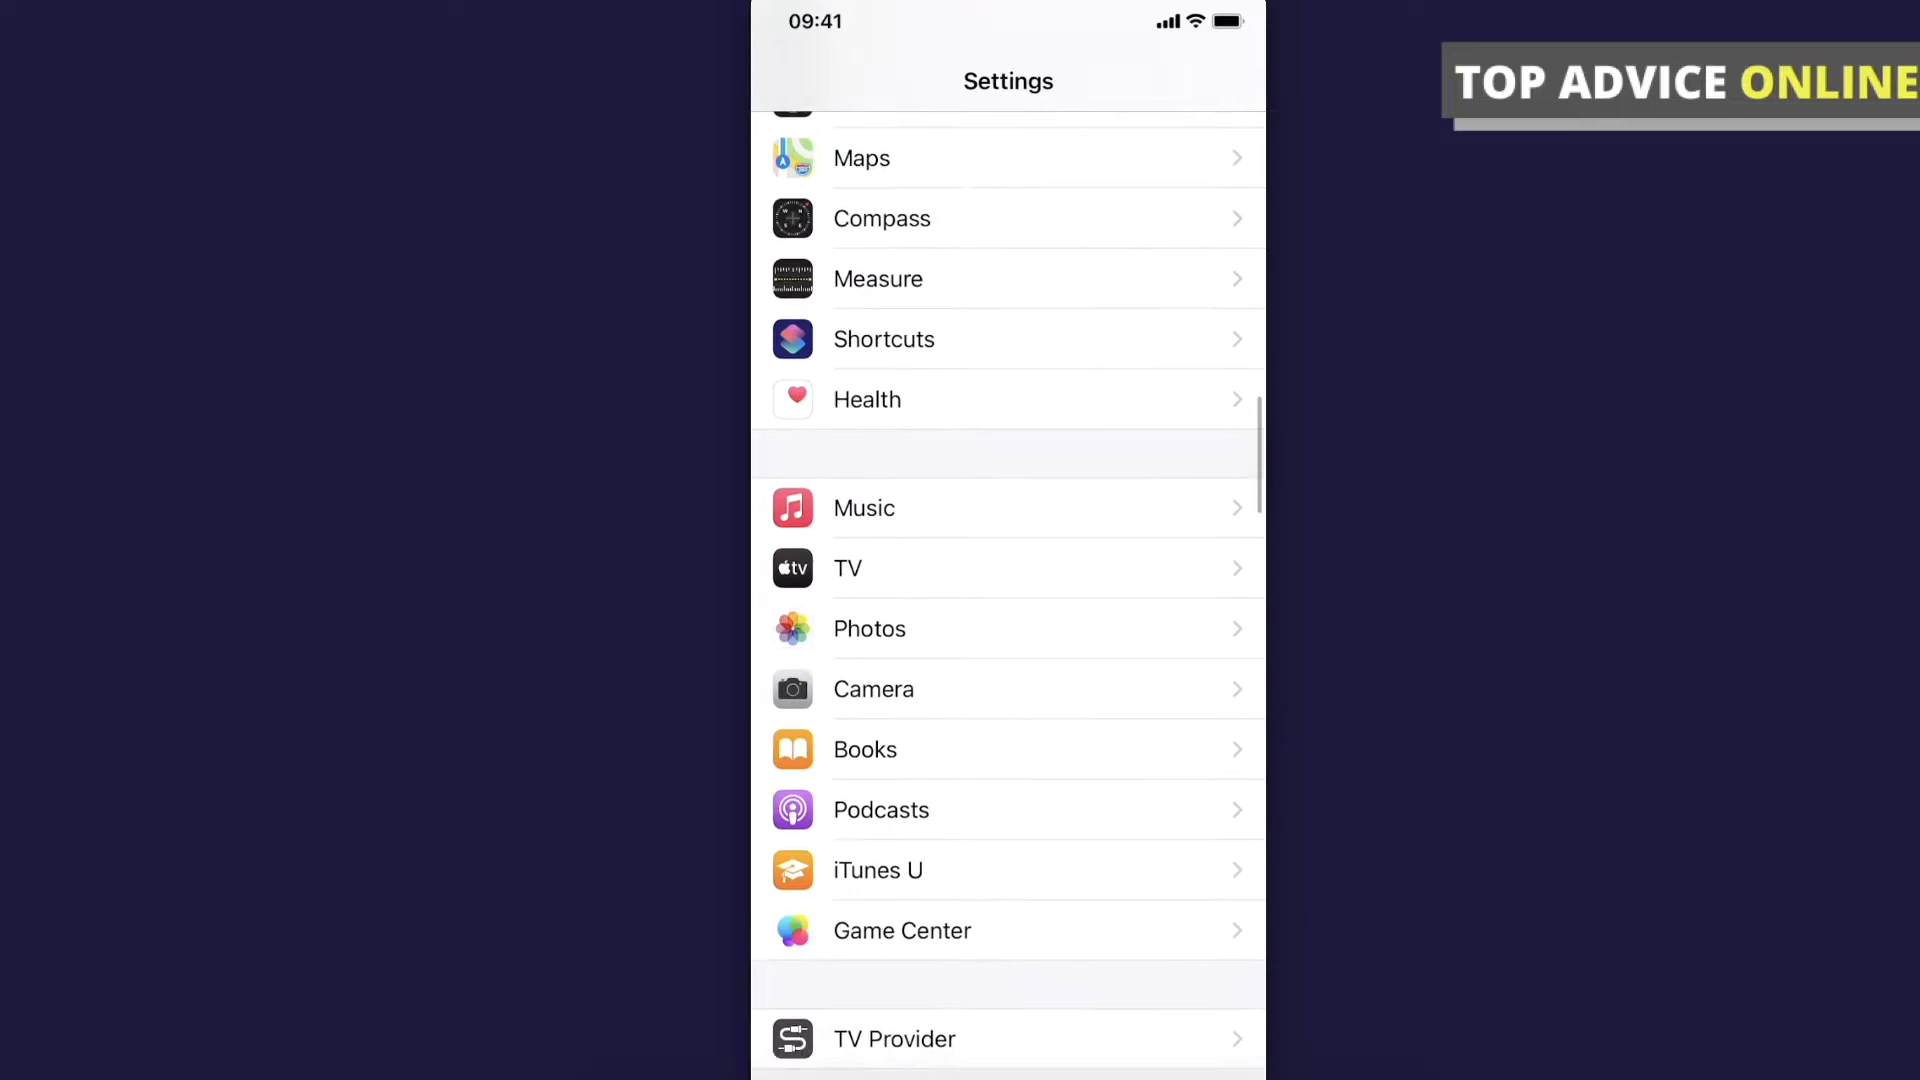 09:41
TOP ADVICE ONLINE
Settings
Maps
Compass
Measure
Shortcuts
Health
Music
tv
TV
Photos
Camera
Books
Podcasts
iTunes U
Game Center
TV Provider